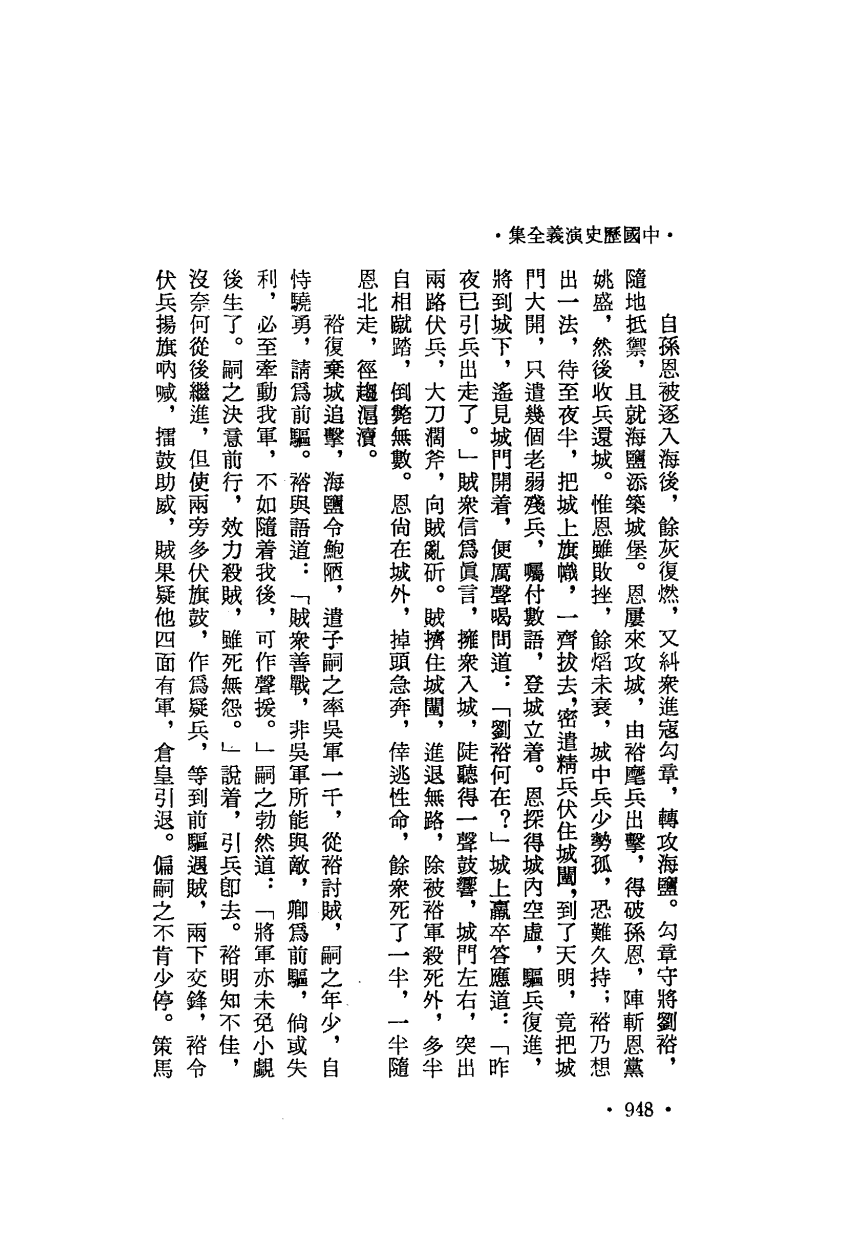 •中國歷史演義全集•
自孫恩被逐入海後，餘灰復燃，又糾衆進寇勾章，轉攻海鹽。勾章守將劉裕，
隨地抵禦，且就海鹽添築城堡。恩屢來攻城，由裕麾兵出擊，得破孫恩，陣斬恩黨
姚盛，然後收兵還城。惟恩雖敗挫，餘焰未衰，城中兵少勢孤，恐難久持；裕乃想
出一法，待至夜半，把城上旗幟，一齊拔去，密遣精兵伏住城闉，到了天明，竟把城
門大開，只遣幾個老弱殘兵，囑付數語，登城立着。恩探得城內空虛，驅兵復進，
將到城下，遙見城門開着，便厲聲喝問道：「劉裕何在？」城上羸卒答應道：「昨
夜已引兵出走了。」賊衆信爲眞言，擁衆入城，陡聽得一聲鼓響，城門左右，突出
兩路伏兵，大刀濶斧，向賊亂斫。賊擠住城闉，進退無路，除被裕軍殺死外，多半
自相蹴踏，倒斃無數。恩尙在城外，掉頭急奔，倖逃性命，餘衆死了一半，一半隨
恩北走，徑趨滬瀆。
裕復棄城追擊，海鹽令鮑陋，遣子嗣之率吳軍一千，從裕討賊，嗣之年少，自
恃驍勇，請爲前驅。裕與語道：「賊衆善戰，非吳軍所能與敵，卿爲前驅，倘或失
利，必至牽動我軍，不如隨着我後，可作聲援。」嗣之勃然道：「將軍亦未免小覷
後生了。嗣之決意前行，效力殺賊，雖死無怨。」說着，引兵卽去。裕明知不佳，
沒奈何從後繼進，但使兩旁多伏旗鼓，作爲疑兵，等到前驅遇賊，兩下交鋒，裕令
伏兵揚旗吶喊，擂鼓助威，賊果疑他四面有軍，倉皇引退。偏嗣之不肯少停。策馬
•948•